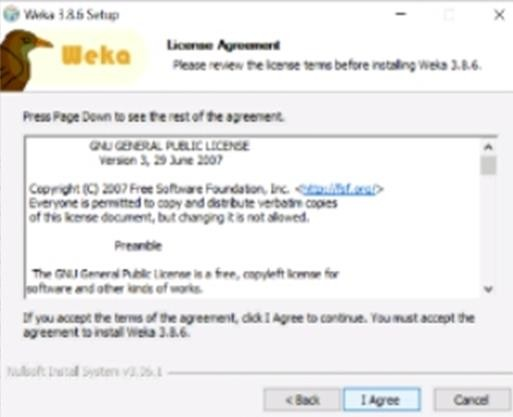 Weka 3.8.6 Setup
Weka
License Agreement
Please review the license terms before installing Weka 3.8.6.
Press Page Down to see the rest of the agreement.
GNU GENERAL PUBLIC LICENSE
Version 3, 29 June 2007
Copyright (C) 2007 Free Software Foundation, Inc. <https://fsf.org/>
Everyone is permitted to copy and distribute verbatim copies
of this license document, but changing it is not allowed.
Preamble
The GNU General Public License is a free, copyleft license for
software and other kinds of works.
If you accept the terms of the agreement, click I Agree to continue. You must accept the
agreement to install Weka 3.8.6.
Nullsoft Install System v3.06.1
< Back
I Agree
Cancel